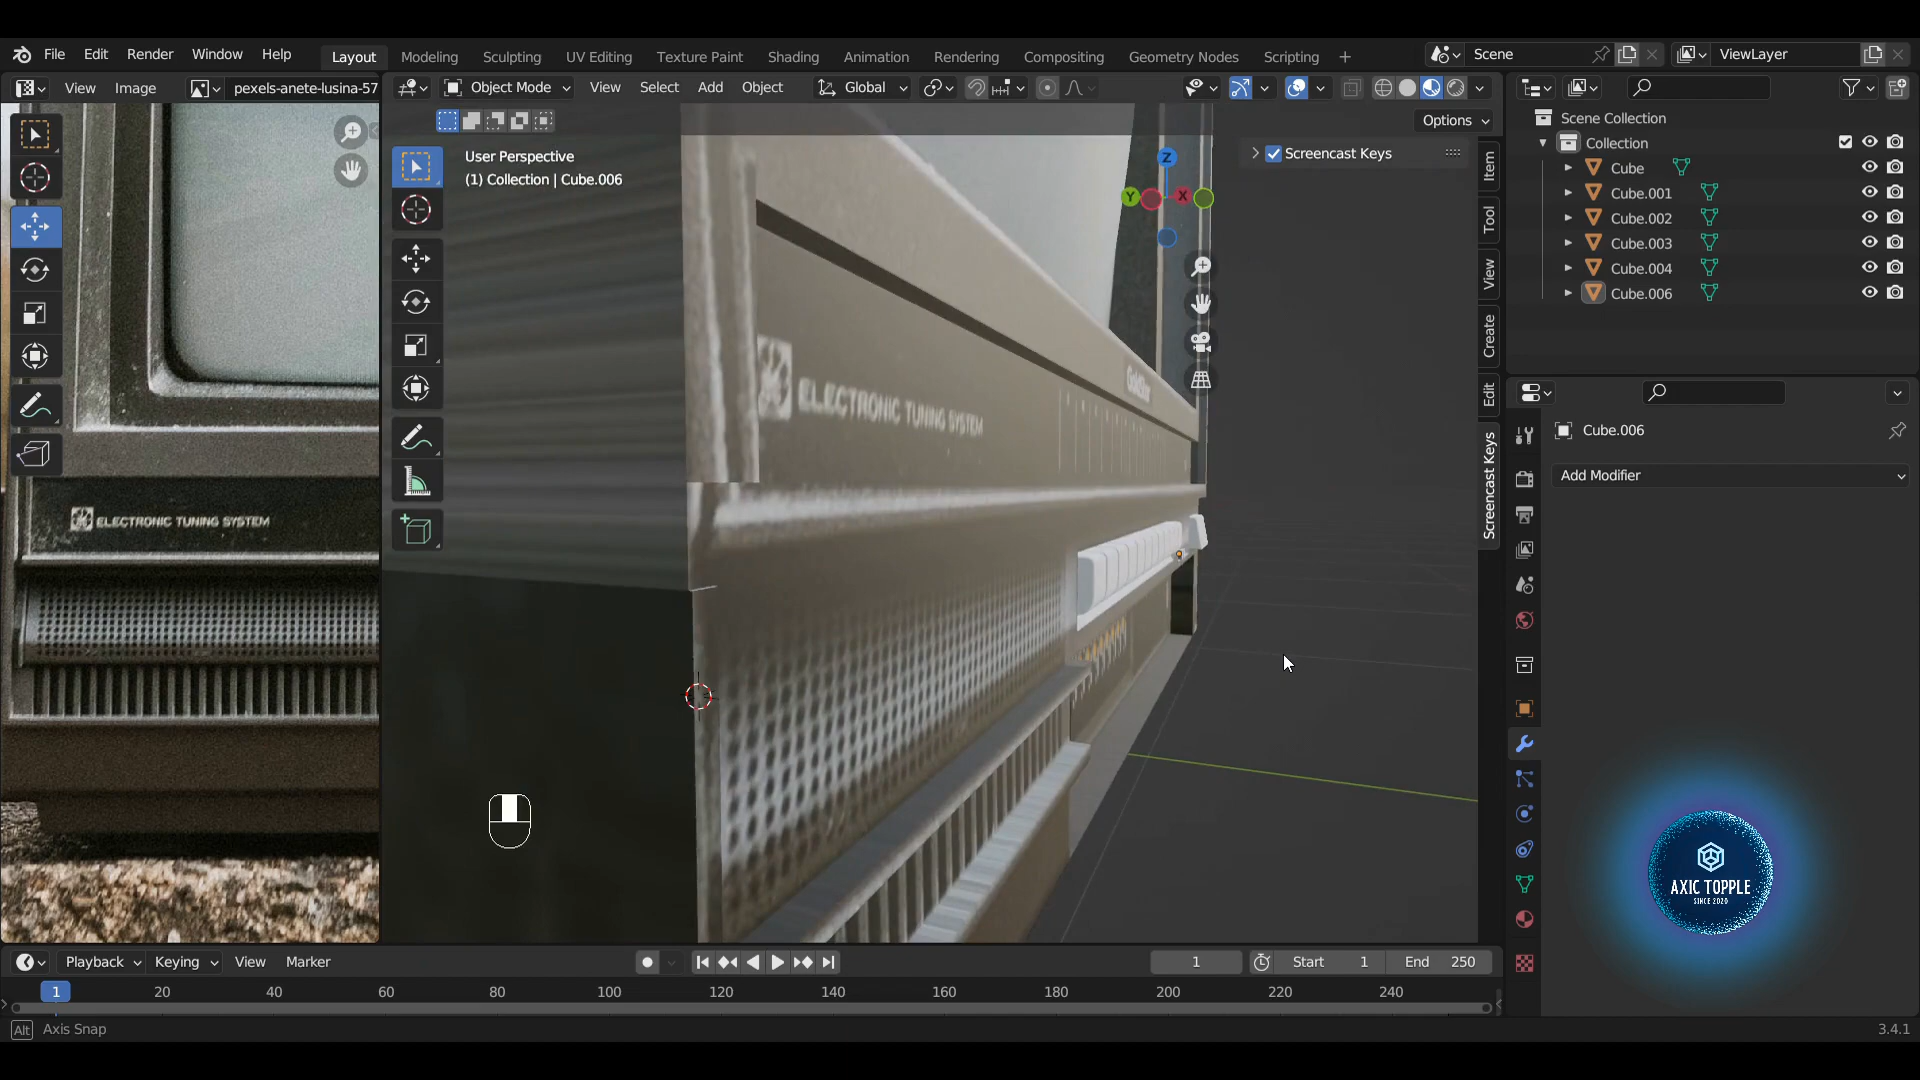 File Edit Render Window Help Layout Modeling Sculpting UV Editing Texture Paint Shading Animation Rendering Compositing Geometry Nodes Scripting + Scene ViewLayer
View Image pexels-anete-lusina-57 Object Mode View Select Add Object Global
Options
User Perspective
(1) Collection | Cube.006
Screencast Keys
Z
Y
X
Item
Tool
View
Create
Edit
Screencast Keys
ELECTRONIC TUNING SYSTEM
GoldStar
ELECTRONIC TUNING SYSTEM
Scene Collection
Collection
Cube
Cube.001
Cube.002
Cube.003
Cube.004
Cube.006
Cube.006
Add Modifier
AXIC TOPPLE
SINCE 2020
Playback Keying View Marker 1 Start 1 End 250
1 20 40 60 80 100 120 140 160 180 200 220 240
Alt Axis Snap 3.4.1